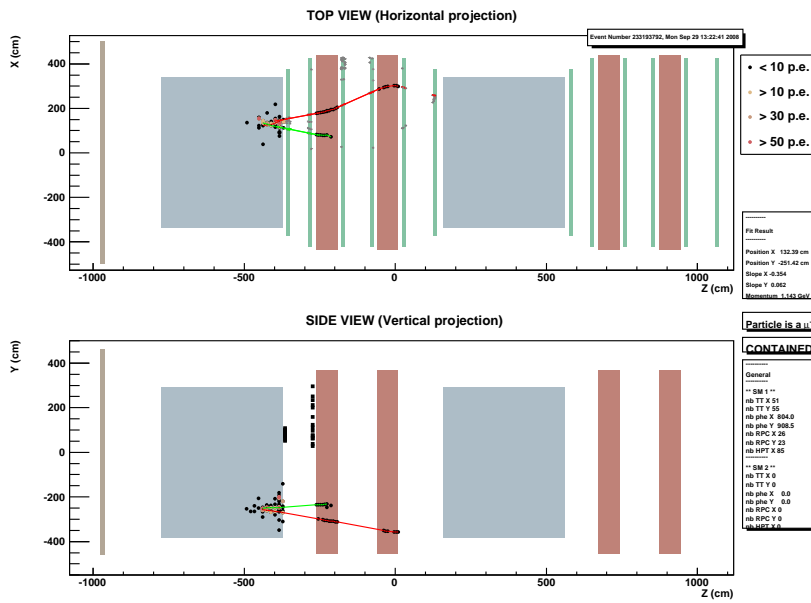 TOP VIEW (Horizontal projection)
Event Number 233193792, Mon Sep 29 13:22:41 2008
X (cm)
400
200
0
-200
-400
-1000
-500
0
500
1000
Z (cm)
< 10 p.e.
> 10 p.e.
> 30 p.e.
> 50 p.e.
----------
Fit Result
----------
Position X 132.39 cm
Position Y -251.42 cm
Slope X -0.354
Slope Y 0.062
Momentum 1.143 GeV
Particle is a μ
CONTAINED
SIDE VIEW (Vertical projection)
Y (cm)
400
200
0
-200
-400
-1000
-500
0
500
1000
Z (cm)
----------
General
----------
** SM 1 **
nb TT X 51
nb TT Y 55
nb phe X 804.0
nb phe Y 908.5
nb RPC X 26
nb RPC Y 23
nb HPT X 85
----------
** SM 2 **
nb TT X 0
nb TT Y 0
nb phe X 0.0
nb phe Y 0.0
nb RPC X 0
nb RPC Y 0
nb HPT X 0